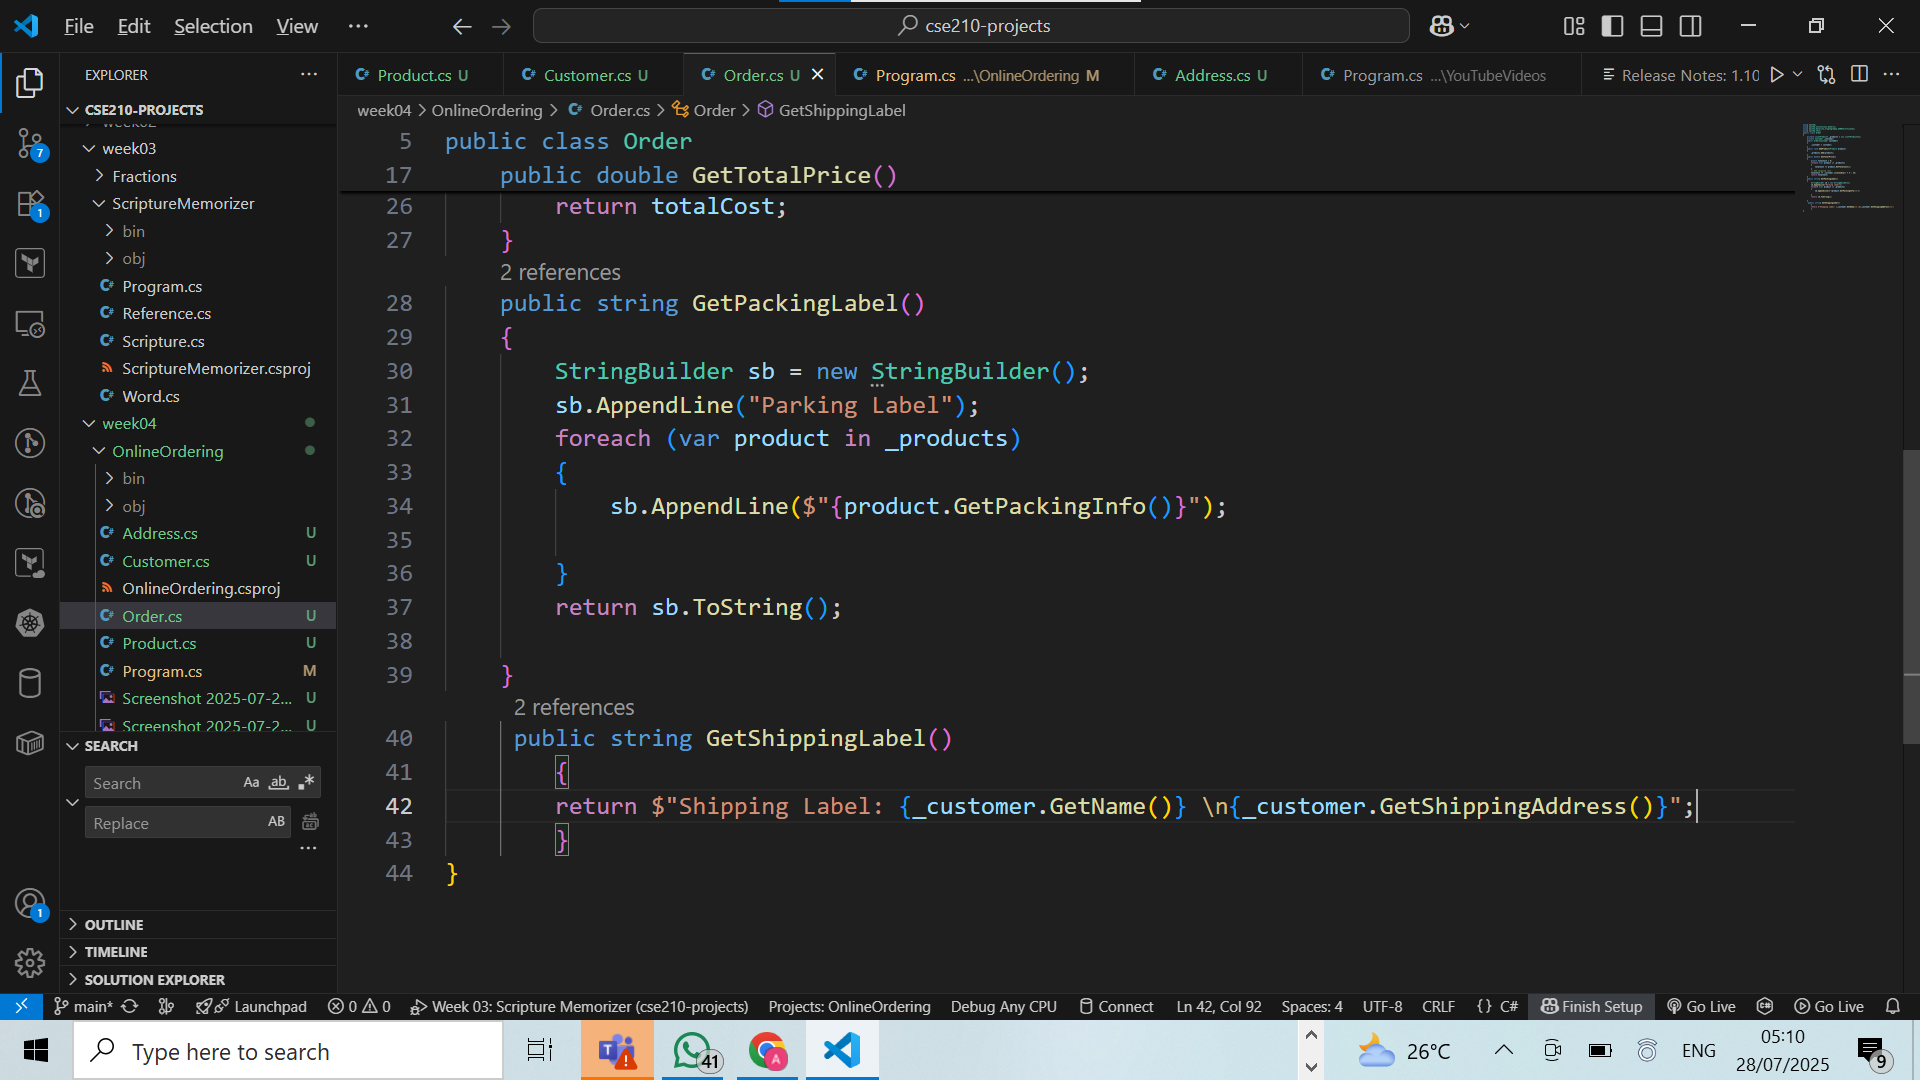 File Edit Selection View ···
cse210-projects
EXPLORER
CSE210-PROJECTS
week03
Fractions
ScriptureMemorizer
bin
obj
Program.cs
Reference.cs
Scripture.cs
ScriptureMemorizer.csproj
Word.cs
week04
OnlineOrdering
bin
obj
Address.cs U
Customer.cs U
OnlineOrdering.csproj
Order.cs U
Product.cs U
Program.cs M
Screenshot 2025-07-2... U
Screenshot 2025-07-2... U
SEARCH
Search Aa ab
Replace AB
OUTLINE
TIMELINE
SOLUTION EXPLORER
7
1
1
Product.cs U Customer.cs U Order.cs U Program.cs ...\OnlineOrdering M Address.cs U Program.cs ...\YouTubeVideos Release Notes: 1.10
week04 > OnlineOrdering > Order.cs > Order > GetShippingLabel
5 public class Order
17 public double GetTotalPrice()
26 return totalCost;
27 }
2 references
28 public string GetPackingLabel()
29 {
30 StringBuilder sb = new StringBuilder();
31 sb.AppendLine("Parking Label");
32 foreach (var product in _products)
33 {
34 sb.AppendLine($"{product.GetPackingInfo()}");
35
36 }
37 return sb.ToString();
38
39 }
2 references
40 public string GetShippingLabel()
41 {
42 return $"Shipping Label: {_customer.GetName()} \n{_customer.GetShippingAddress()}";
43 }
44 }
main* Launchpad 0 0 Week 03: Scripture Memorizer (cse210-projects) Projects: OnlineOrdering Debug Any CPU Connect Ln 42, Col 92 Spaces: 4 UTF-8 CRLF {} C# Finish Setup Go Live Go Live
Type here to search
41
A
26°C
ENG
05:10
28/07/2025
9